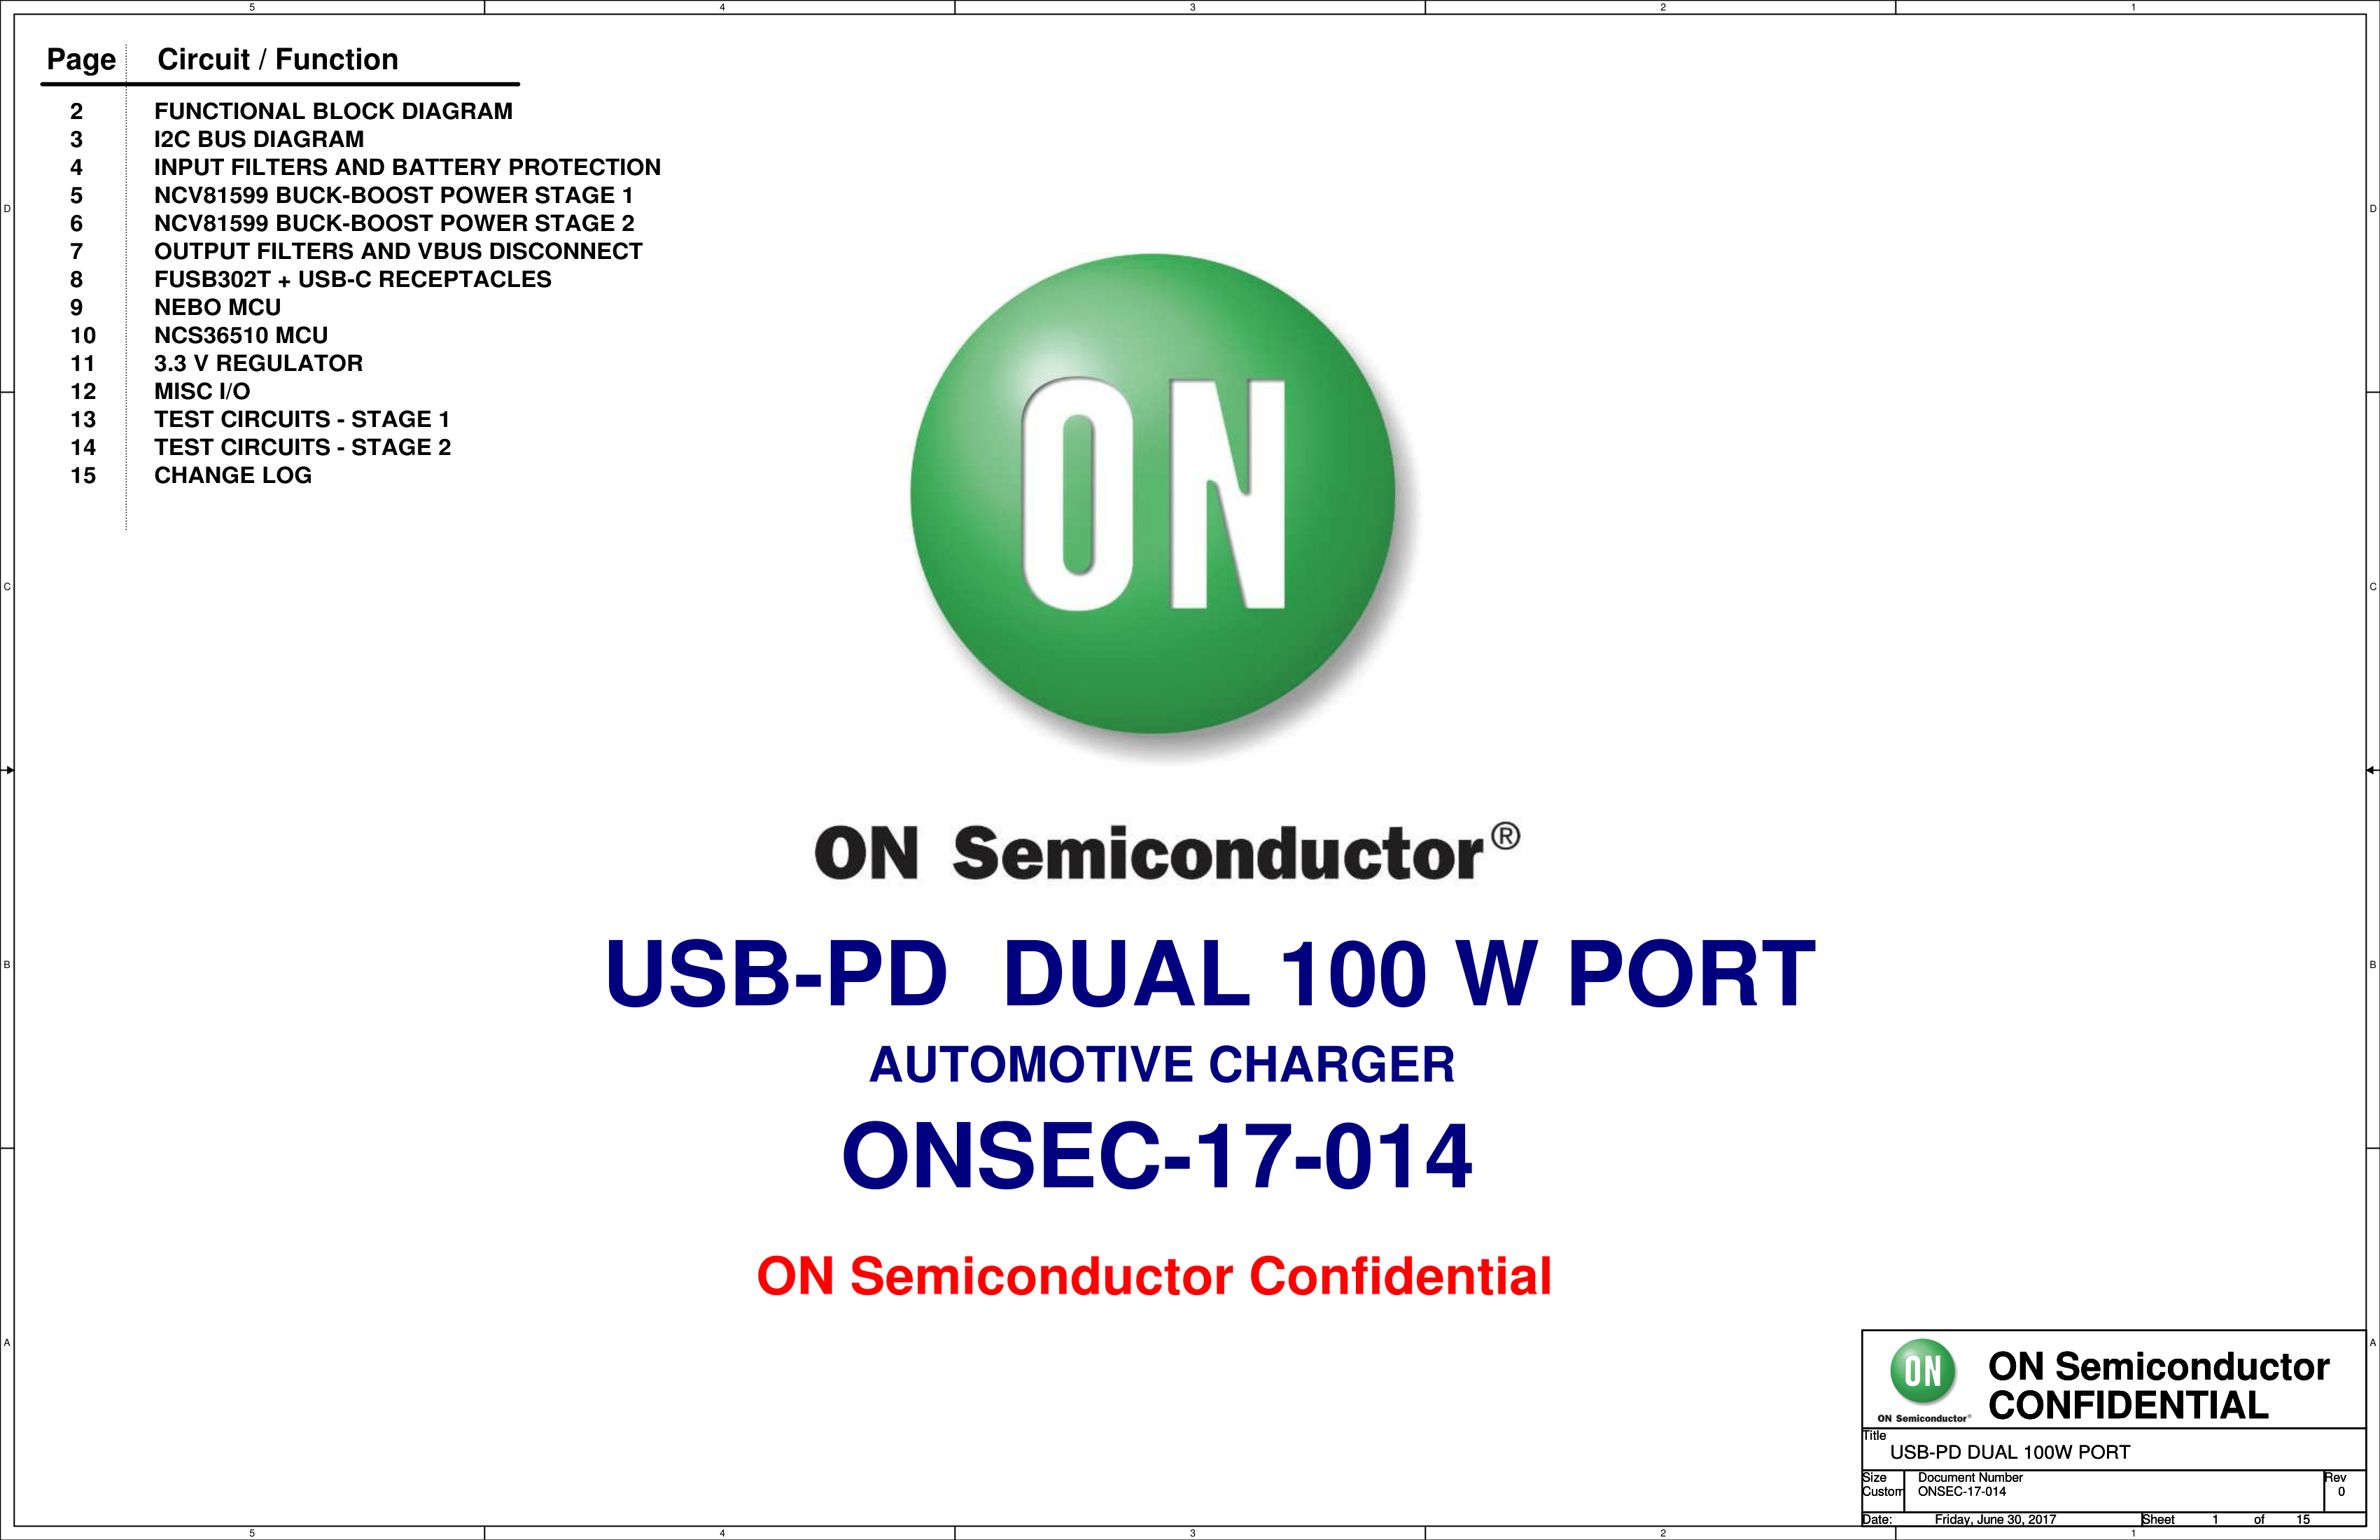 5 4 3 2 1
Page Circuit / Function
2 FUNCTIONAL BLOCK DIAGRAM
3 I2C BUS DIAGRAM
4 INPUT FILTERS AND BATTERY PROTECTION
5 NCV81599 BUCK-BOOST POWER STAGE 1
6 NCV81599 BUCK-BOOST POWER STAGE 2
D D
7 OUTPUT FILTERS AND VBUS DISCONNECT
8 FUSB302T + USB-C RECEPTACLES
9 NEBO MCU
10 NCS36510 MCU
11 3.3 V REGULATOR
12 MISC I/O
13 TEST CIRCUITS - STAGE 1
14 TEST CIRCUITS - STAGE 2
15 CHANGE LOG
ON
C C
ON Semiconductor®
USB-PD DUAL 100 W PORT
B B
AUTOMOTIVE CHARGER
ONSEC-17-014
ON Semiconductor Confidential
A A
ON
ON Semiconductor®
ON Semiconductor
CONFIDENTIAL
Title
USB-PD DUAL 100W PORT
Size Document Number Rev
Custom ONSEC-17-014 0
Date: Friday, June 30, 2017 Sheet 1 of 15
5 4 3 2 1